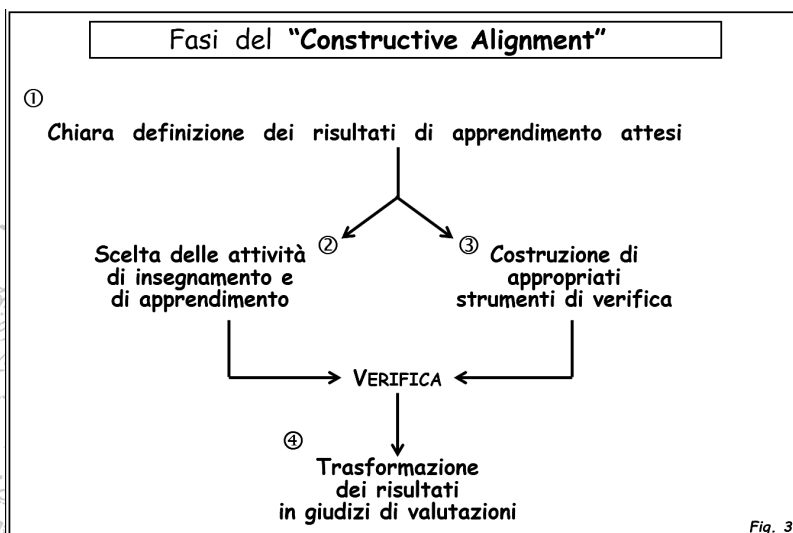 Fasi del "Constructive Alignment"
①
Chiara definizione dei risultati di apprendimento attesi
②
Scelta delle attività
di insegnamento e
di apprendimento
③
Costruzione di
appropriati
strumenti di verifica
VERIFICA
④
Trasformazione
dei risultati
in giudizi di valutazioni
Fig. 3